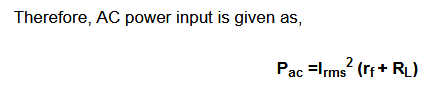 Therefore, AC power input is given as,
Pac =Irms² (rf + RL)